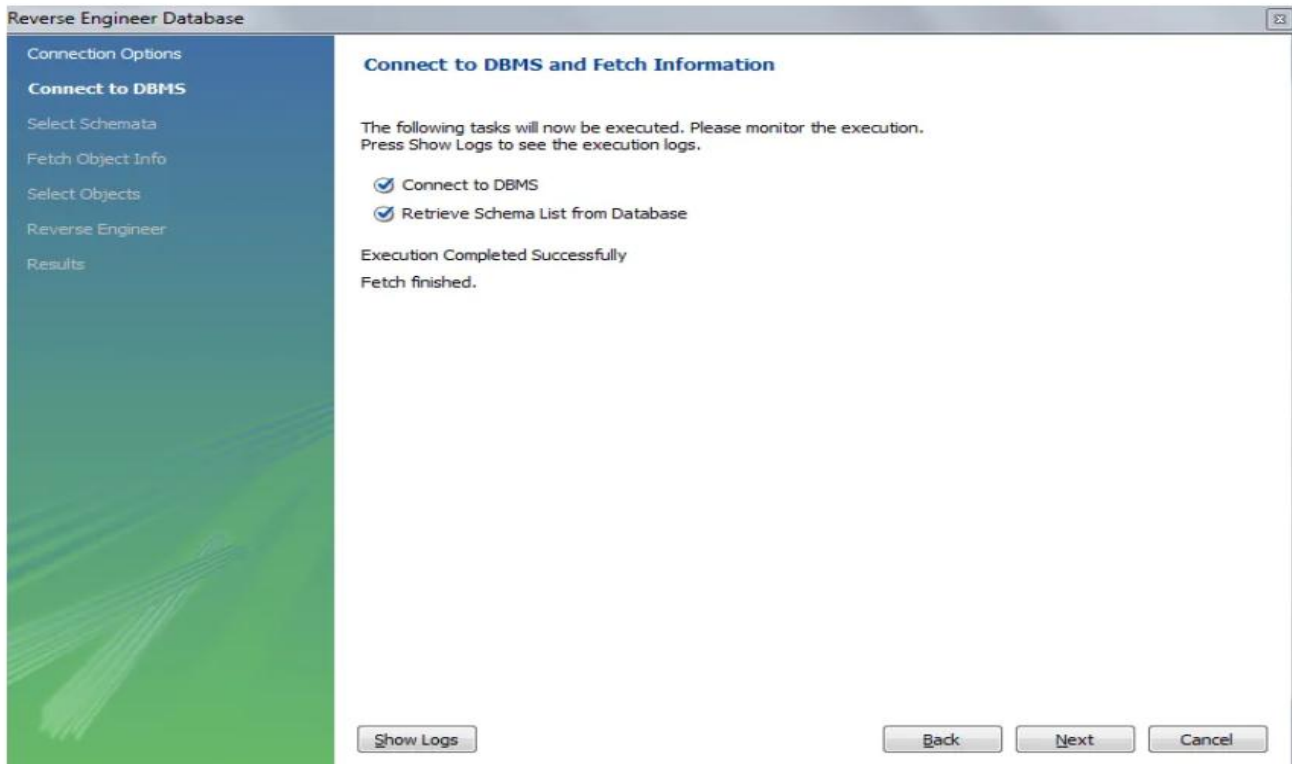 Reverse Engineer Database
Connection Options
Connect to DBMS
Select Schemata
Fetch Object Info
Select Objects
Reverse Engineer
Results
Connect to DBMS and Fetch Information
The following tasks will now be executed. Please monitor the execution.
Press Show Logs to see the execution logs.
Connect to DBMS
Retrieve Schema List from Database
Execution Completed Successfully
Fetch finished.
Show Logs
Back
Next
Cancel